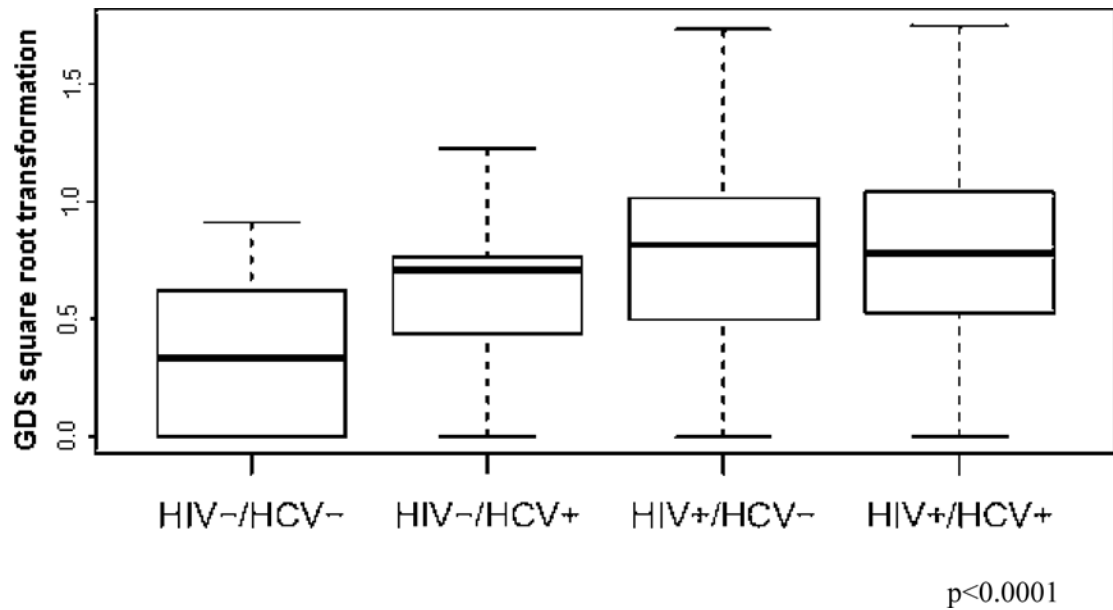 GDS square root transformation
1.5
1.0
0.5
0.0
HIV−/HCV− HIV−/HCV+ HIV+/HCV− HIV+/HCV+
p<0.0001